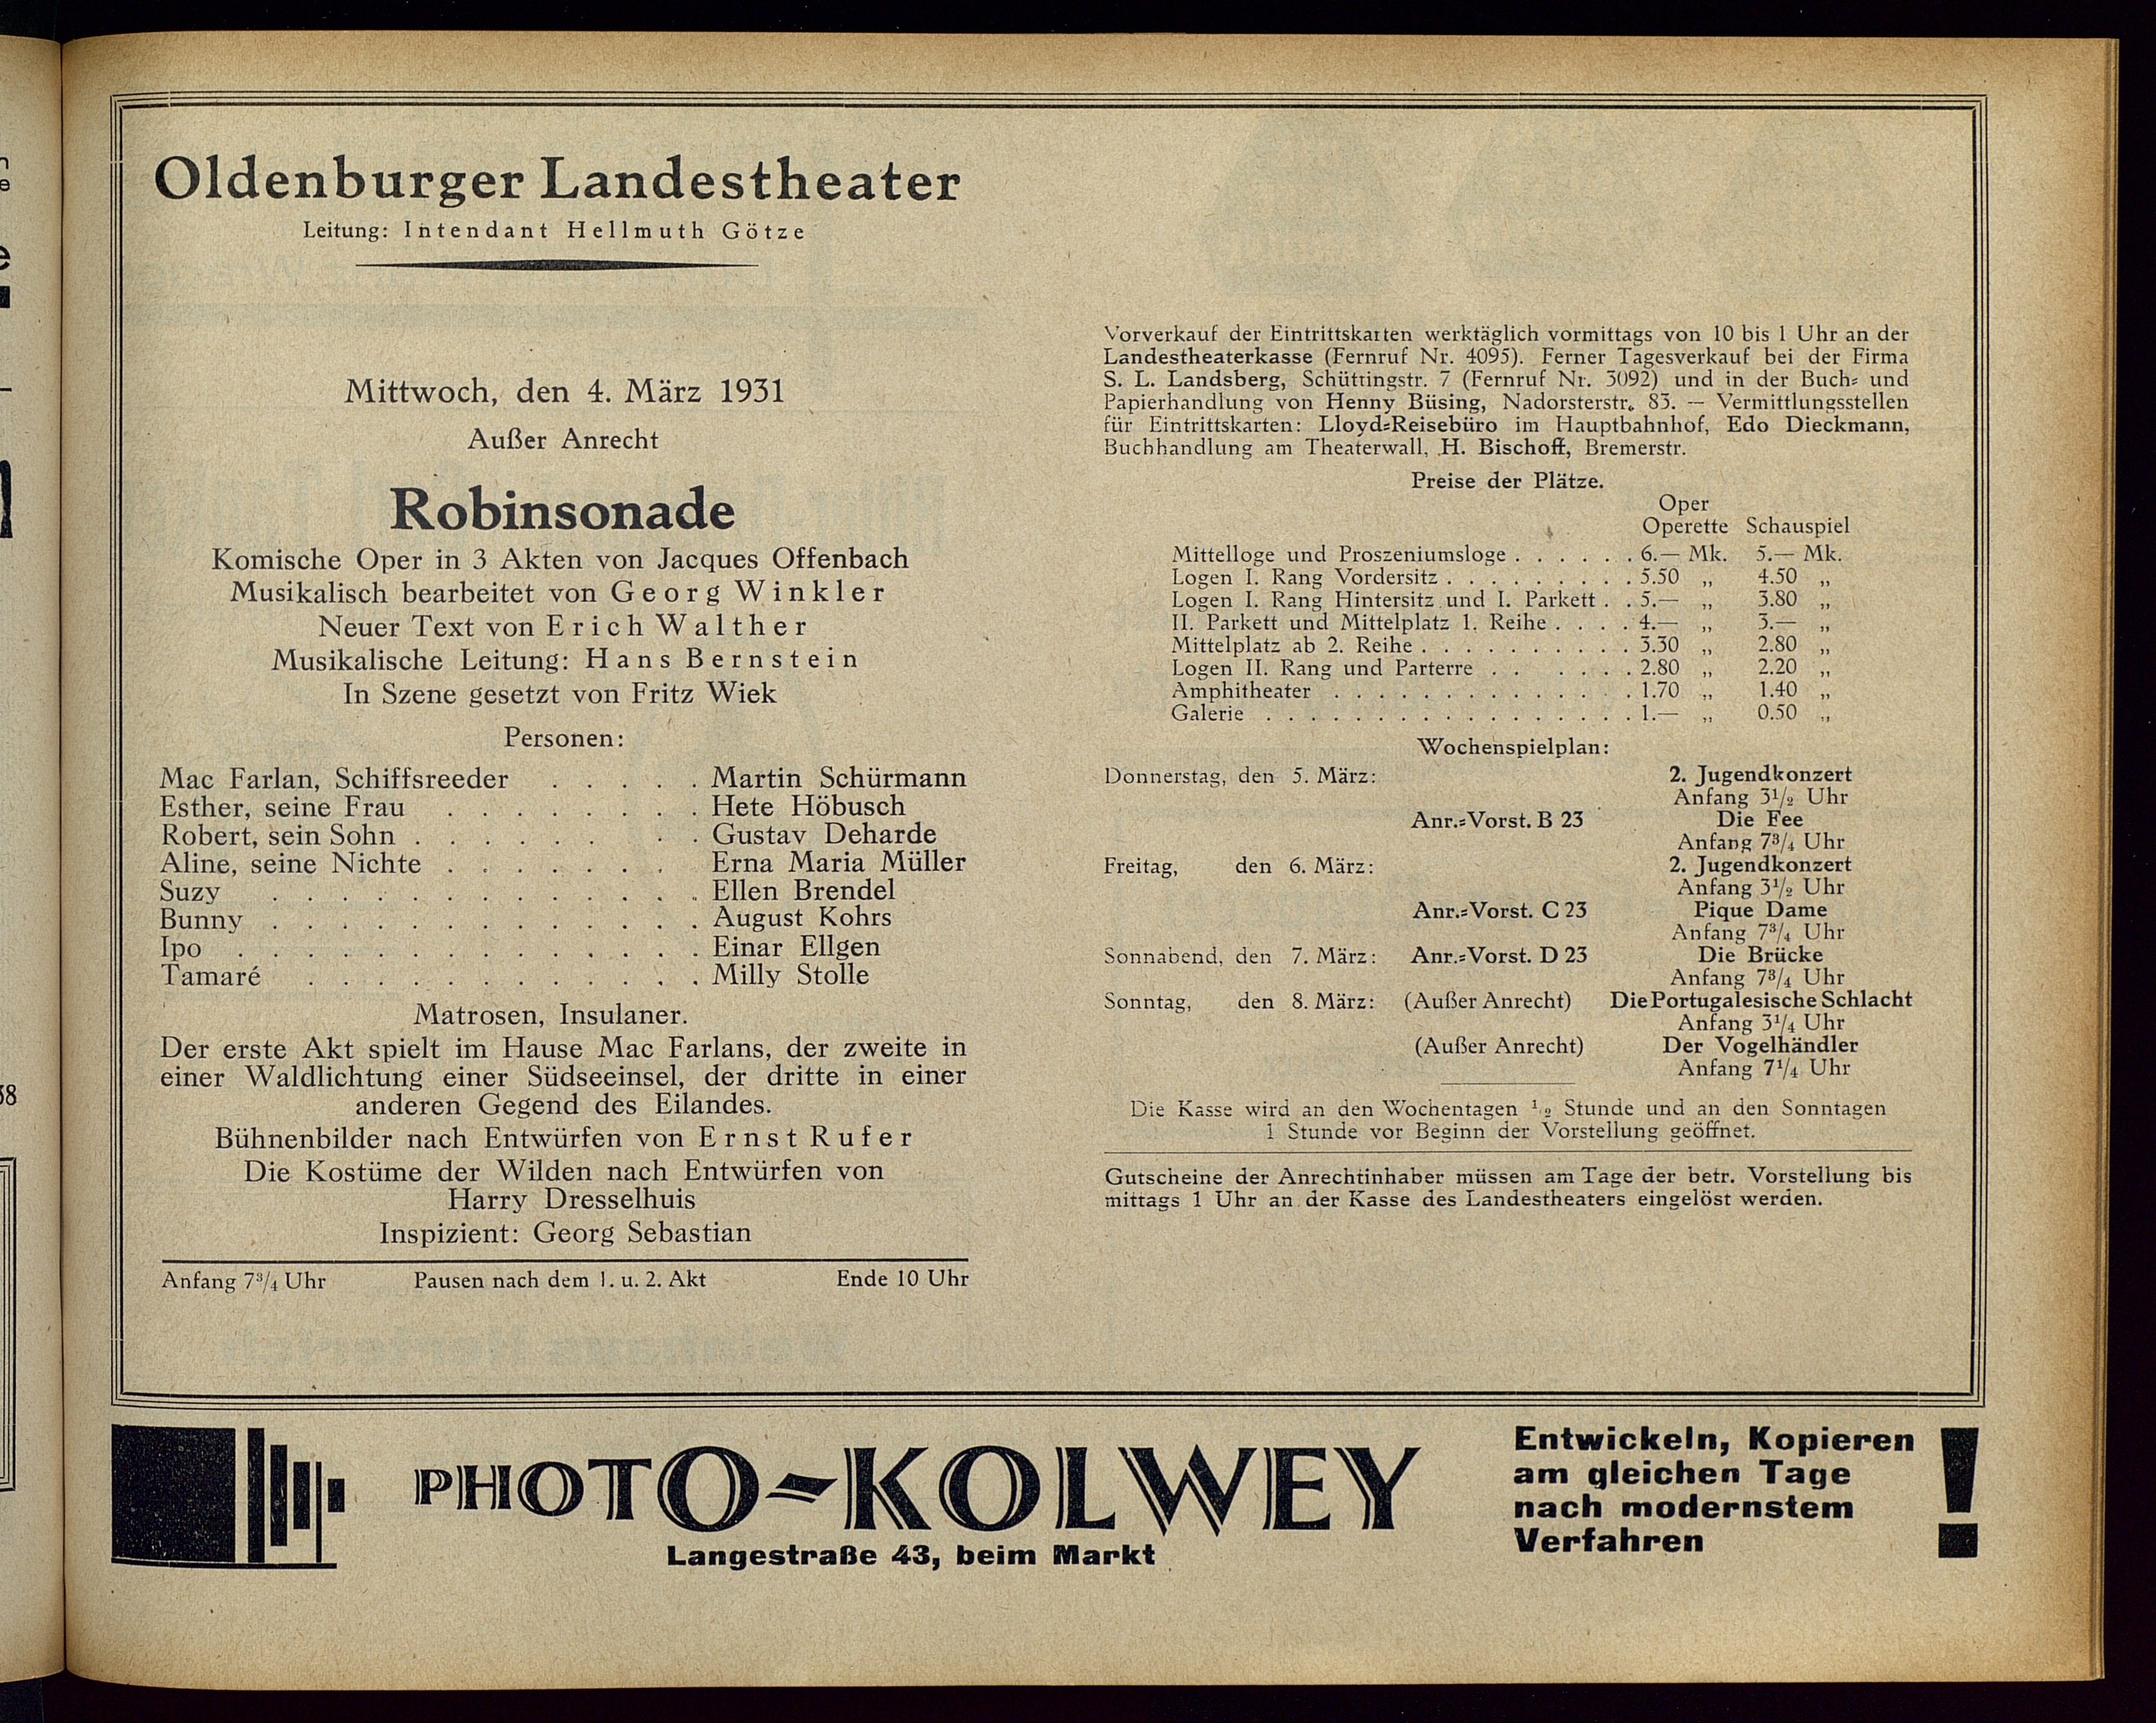 Oldenburger Landestheater
Leitung: Intendant Hellmuth Götze
Mittwoch, den 4. März 1931
Außer Anrecht
Robinsonade
Komische Oper in 3 Akten von Jacques Offenbach
Musikalisch bearbeitet von Georg Winkler
Neuer Text von Erich Walther
Musikalische Leitung: Hans Bernstein
In Szene gesetzt von Fritz Wiek
Personen:
Mac Farlan, Schiffsreeder . . . . . Martin Schürmann
Esther, seine Frau . . . . . . . . Hete Höbusch
Robert, sein Sohn . . . . . . . . Gustav Deharde
Aline, seine Nichte . . . . . . . Erna Maria Müller
Suzy . . . . . . . . . . . . . Ellen Brendel
Bunny . . . . . . . . . . . . . August Kohrs
Ipo . . . . . . . . . . . . . . Einar Ellgen
Tamaré . . . . . . . . . . . . Milly Stolle
Matrosen, Insulaner.
Der erste Akt spielt im Hause Mac Farlans, der zweite in
einer Waldlichtung einer Südseeinsel, der dritte in einer
anderen Gegend des Eilandes.
Bühnenbilder nach Entwürfen von Ernst Rufer
Die Kostüme der Wilden nach Entwürfen von
Harry Dresselhuis
Inspizient: Georg Sebastian
Anfang 7³/₄ Uhr Pausen nach dem 1. u. 2. Akt Ende 10 Uhr
Vorverkauf der Eintrittskarten werktäglich vormittags von 10 bis 1 Uhr an der
Landestheaterkasse (Fernruf Nr. 4095). Ferner Tagesverkauf bei der Firma
S. L. Landsberg, Schüttingstr. 7 (Fernruf Nr. 3092) und in der Buch- und
Papierhandlung von Henny Büsing, Nadorsterstr. 83. — Vermittlungsstellen
für Eintrittskarten: Lloyd-Reisebüro im Hauptbahnhof, Edo Dieckmann,
Buchhandlung am Theaterwall, H. Bischoff, Bremerstr.
Preise der Plätze.
Oper
Operette Schauspiel
Mittelloge und Proszeniumsloge . . . . . . 6.— Mk. 5.— Mk.
Logen I. Rang Vordersitz . . . . . . . . . 5.50 „ 4.50 „
Logen I. Rang Hintersitz und I. Parkett . . 5.— „ 3.80 „
II. Parkett und Mittelplatz 1. Reihe . . . . 4.— „ 3.— „
Mittelplatz ab 2. Reihe . . . . . . . . . . 3.30 „ 2.80 „
Logen II. Rang und Parterre . . . . . . 2.80 „ 2.20 „
Amphitheater . . . . . . . . . . . . . 1.70 „ 1.40 „
Galerie . . . . . . . . . . . . . . . . 1.— „ 0.50 „
Wochenspielplan:
Donnerstag, den 5. März: 2. Jugendkonzert
Anfang 3¹/₂ Uhr
Anr.-Vorst. B 23 Die Fee
Anfang 7³/₄ Uhr
Freitag, den 6. März: 2. Jugendkonzert
Anfang 3¹/₂ Uhr
Anr.-Vorst. C 23 Pique Dame
Anfang 7³/₄ Uhr
Sonnabend, den 7. März: Anr.-Vorst. D 23 Die Brücke
Anfang 7³/₄ Uhr
Sonntag, den 8. März: (Außer Anrecht) Die Portugalesische Schlacht
Anfang 3¹/₄ Uhr
(Außer Anrecht) Der Vogelhändler
Anfang 7¹/₄ Uhr
Die Kasse wird an den Wochentagen ¹/₂ Stunde und an den Sonntagen
1 Stunde vor Beginn der Vorstellung geöffnet.
Gutscheine der Anrechtinhaber müssen am Tage der betr. Vorstellung bis
mittags 1 Uhr an der Kasse des Landestheaters eingelöst werden.
PHOTO-KOLWEY
Langestraße 43, beim Markt
Entwickeln, Kopieren
am gleichen Tage
nach modernstem
Verfahren
!